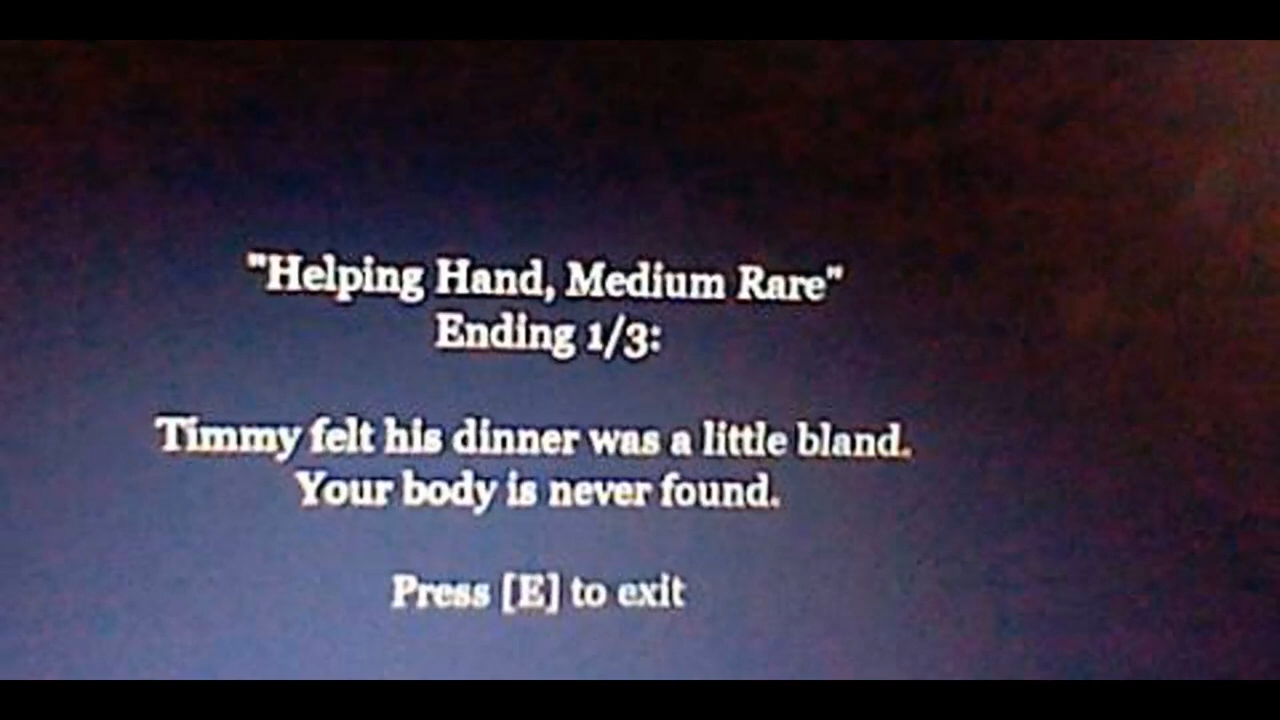 "Helping Hand, Medium Rare"
Ending 1/3:
Timmy felt his dinner was a little bland.
Your body is never found.
Press [E] to exit